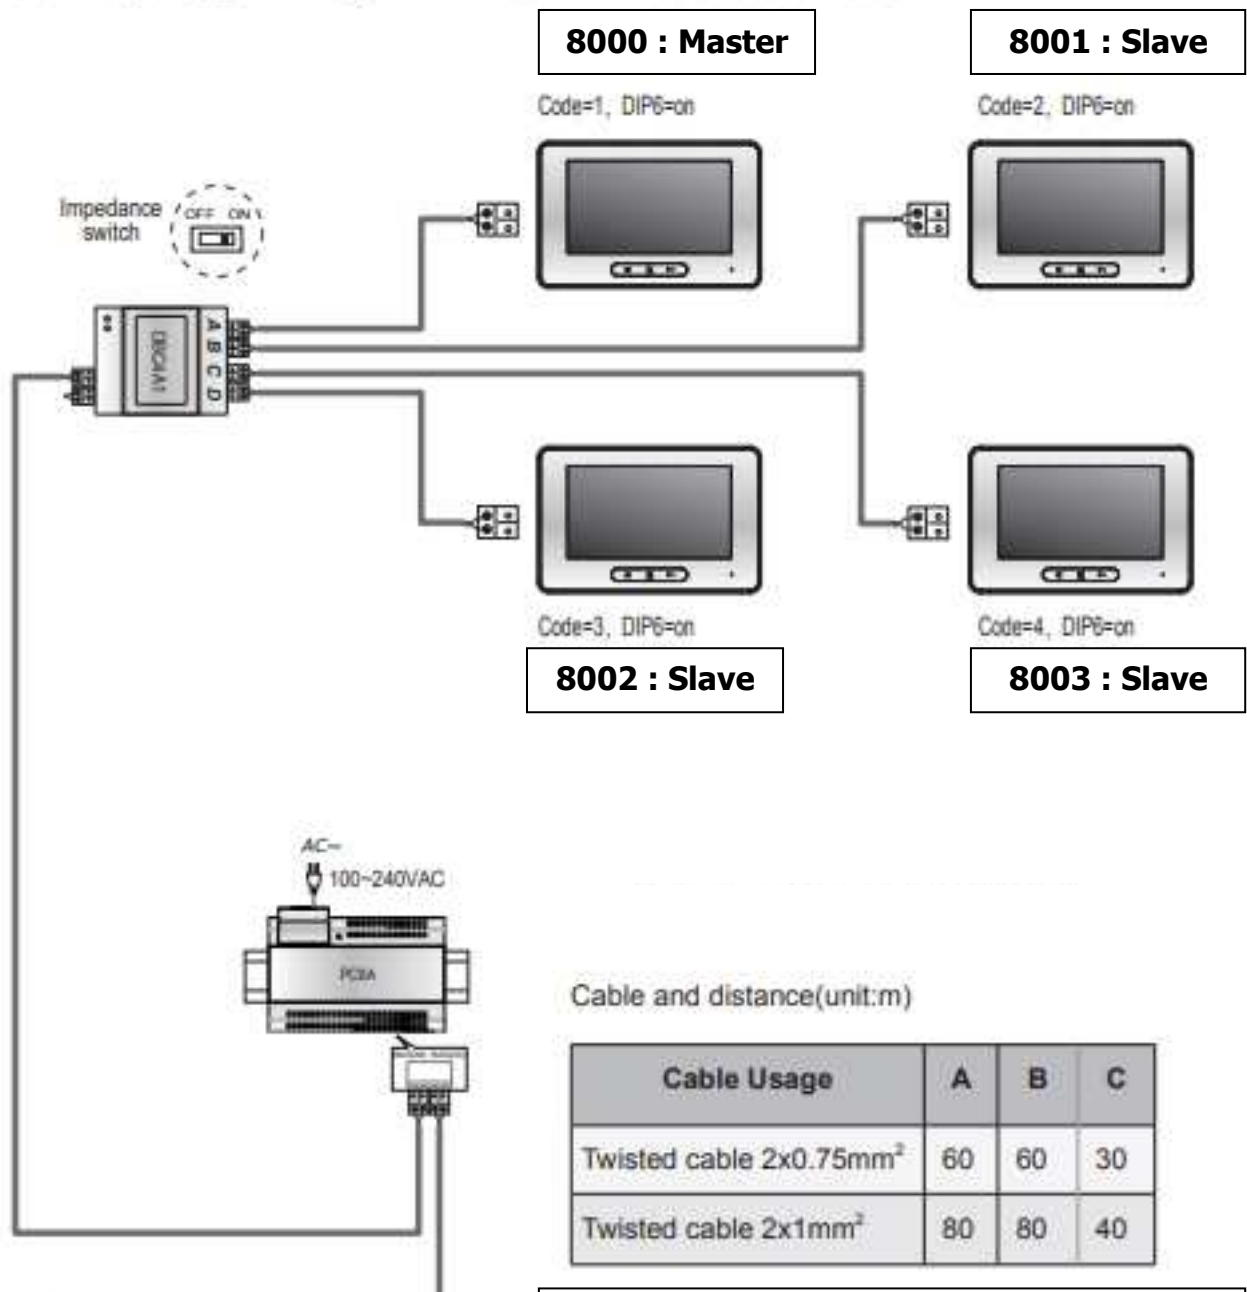 8000 : Master
8001 : Slave
Code=1, DIP6=on
Code=2, DIP6=on
Impedance
switch
OFF ON
A
B
C
D
Code=3, DIP6=on
Code=4, DIP6=on
8002 : Slave
8003 : Slave
AC~
100~240VAC
Cable and distance(unit:m)
Cable Usage A B C
Twisted cable 2x0.75mm² 60 60 30
Twisted cable 2x1mm² 80 80 40